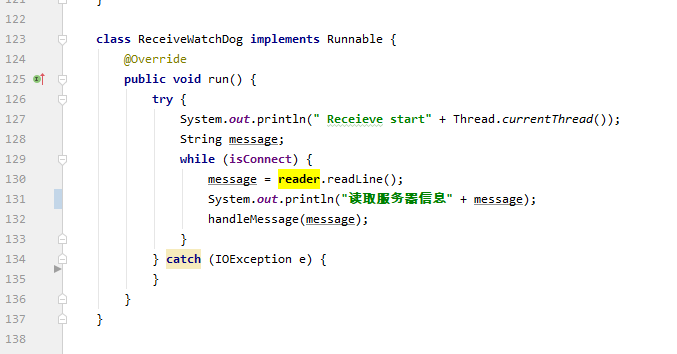 121 }
122
123 class ReceiveWatchDog implements Runnable {
124 @Override
125 public void run() {
126 try {
127 System.out.println(" Receieve start" + Thread.currentThread());
128 String message;
129 while (isConnect) {
130 message = reader.readLine();
131 System.out.println("读取服务器信息" + message);
132 handleMessage(message);
133 }
134 } catch (IOException e) {
135 }
136 }
137 }
138